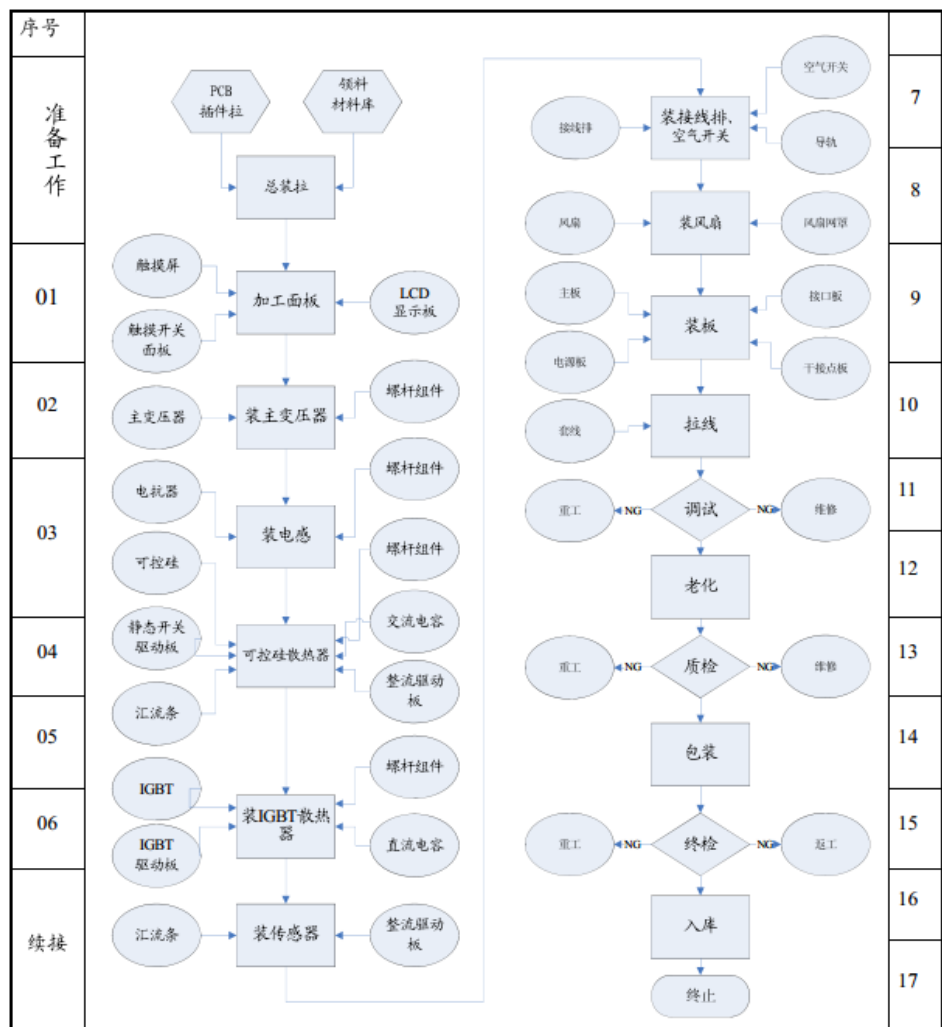 序号
准备工作
01
02
03
04
05
06
续接
PCB
插件拉
领料
材料库
总装拉
触摸屏
触摸开关
面板
加工面板
LCD
显示板
主变压器
装主变压器
螺杆组件
电抗器
装电感
螺杆组件
可控硅
静态开关
驱动板
汇流条
可控硅散热器
螺杆组件
交流电容
整流驱动
板
IGBT
IGBT
驱动板
装IGBT散热
器
螺杆组件
直流电容
汇流条
装传感器
整流驱动
板
接线排
装接线排、
空气开关
空气开关
导轨
风扇
装风扇
风扇网罩
主板
电源板
装板
接口板
干接点板
套线
拉线
重工
NG
调试
NG
维修
老化
重工
NG
质检
NG
维修
包装
重工
NG
终检
NG
返工
入库
终止
7
8
9
10
11
12
13
14
15
16
17